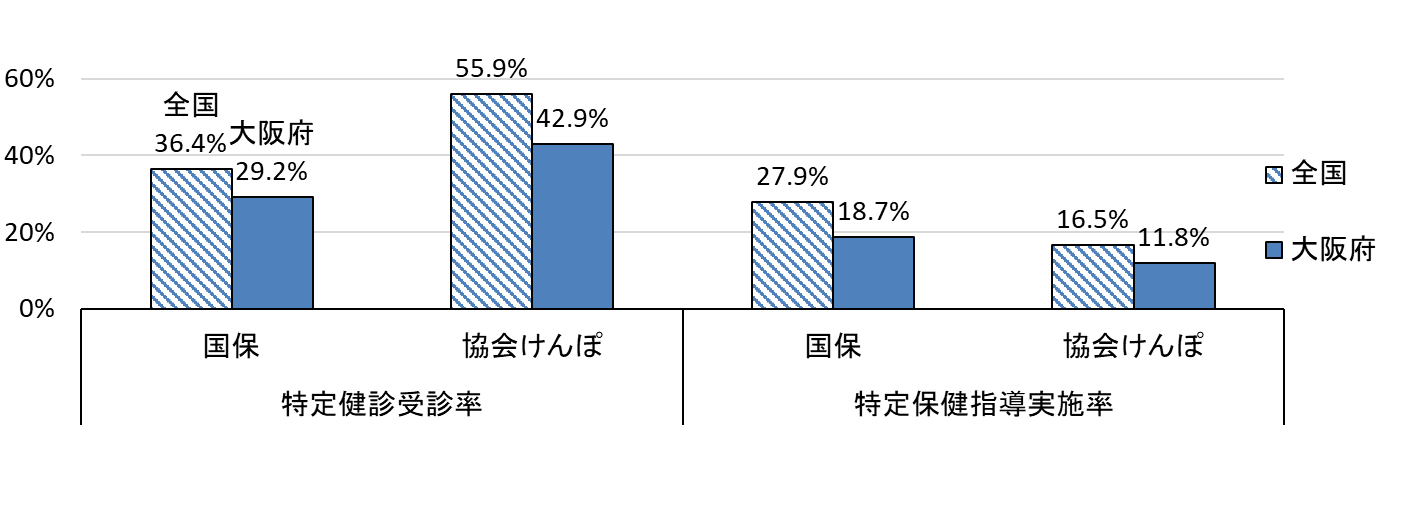 60%
40%
20%
0%
全国
36.4%
大阪府
29.2%
55.9%
42.9%
27.9%
18.7%
16.5%
11.8%
国保
協会けんぽ
国保
協会けんぽ
特定健診受診率
特定保健指導実施率
全国
大阪府